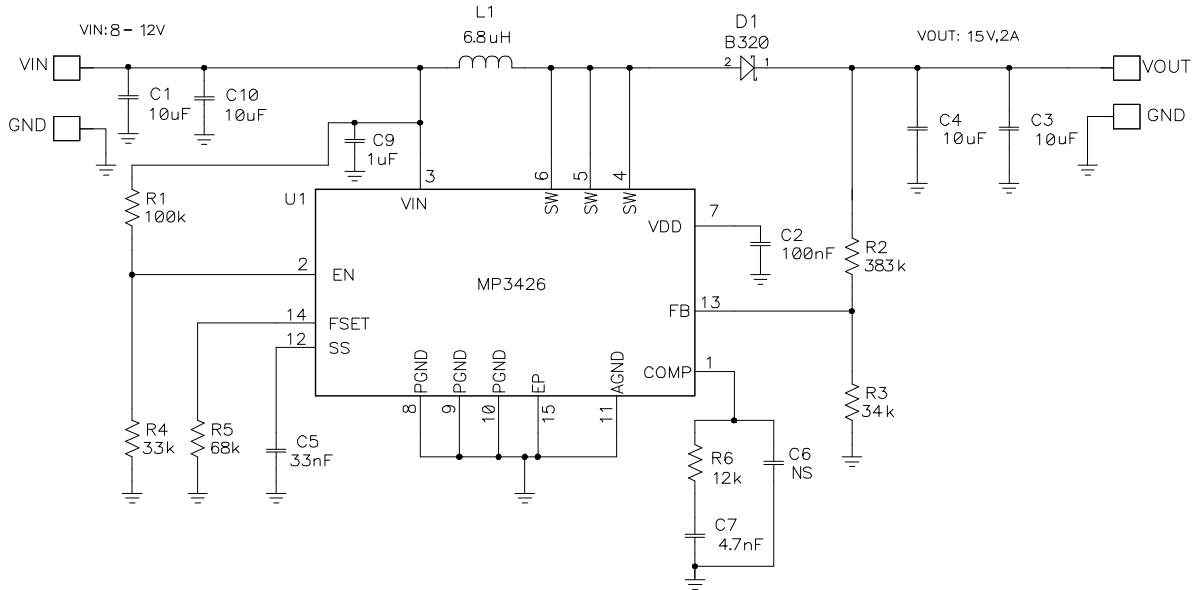 L1
6.8uH
VIN:8- 12V
D1
B320
VOUT: 15V,2A
VIN
2
1
VOUT
C1
10uF
C10
10uF
GND
C9
1uF
C4
10uF
C3
10uF
GND
R1
100k
U1
3
VIN
6
SW
5
SW
4
SW
VDD
7
C2
100nF
R2
383k
2
EN
MP3426
FB
13
14
FSET
12
SS
PGND
8
PGND
9
PGND
10
EP
15
AGND
11
COMP
1
R3
34k
R4
33k
R5
68k
C5
33nF
R6
12k
C6
NS
C7
4.7nF